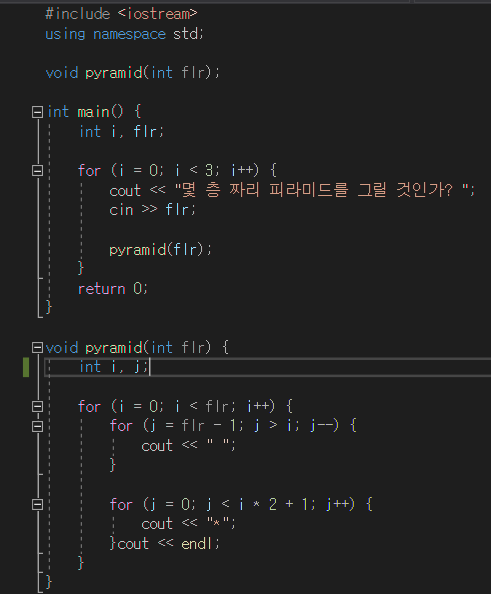 #include <iostream>
using namespace std;
void pyramid(int flr);
int main() {
int i, flr;
for (i = 0; i < 3; i++) {
cout << "몇 층 짜리 피라미드를 그릴 것인가? ";
cin >> flr;
pyramid(flr);
}
return 0;
}
void pyramid(int flr) {
int i, j;
for (i = 0; i < flr; i++) {
for (j = flr - 1; j > i; j--) {
cout << " ";
}
for (j = 0; j < i * 2 + 1; j++) {
cout << "*";
}cout << endl;
}
}